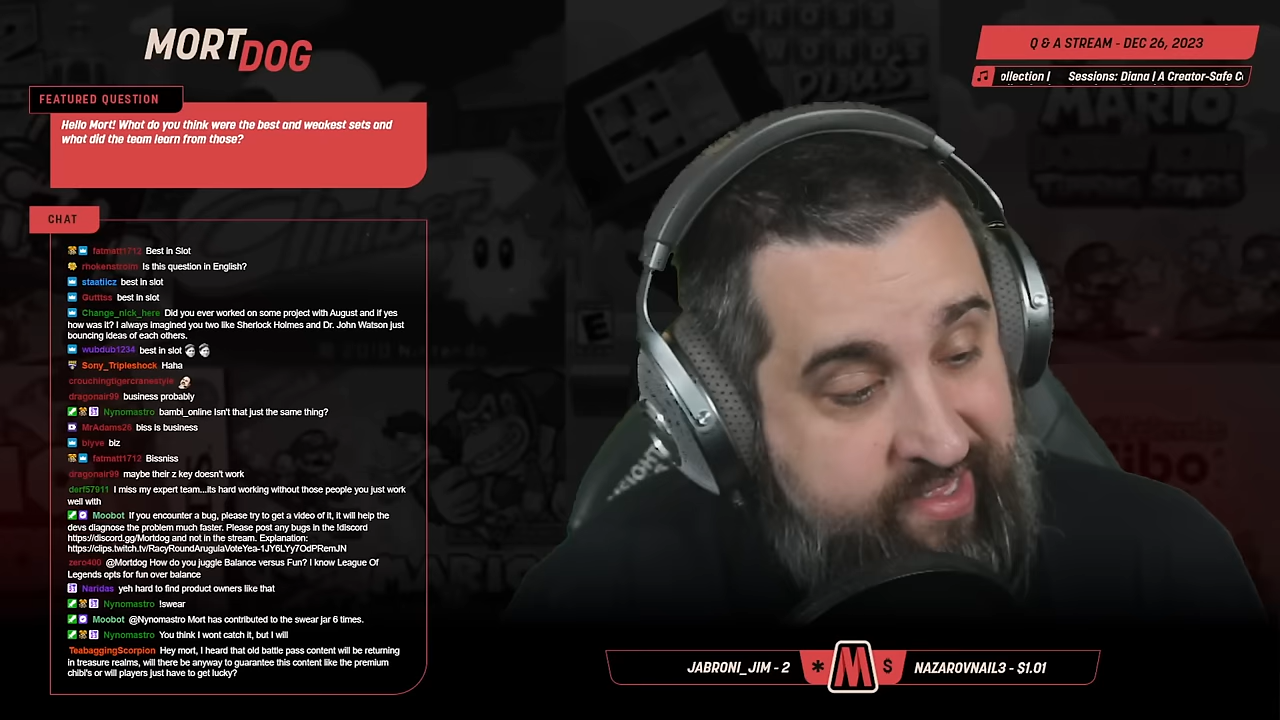 MORTDOG
Q & A STREAM - DEC 26, 2023
ollection | Sessions: Diana | A Creator-Safe Co
FEATURED QUESTION
Hello Mort! What do you think were the best and weakest sets and
what did the team learn from those?
CHAT
fatmatt1712 Best in Slot
rhokenstrolm Is this question in English?
staaticz best in slot
Gutttss best in slot
Change_nick_here Did you ever worked on some project with August and if yes
how was it? I always imagined you two like Sherlock Holmes and Dr. John Watson just
bouncing ideas of each others.
wubdub1234 best in slot
Sony_Tripleshock Haha
crouchingtigercranestyle
dragonair99 business probably
Nynomastro bambi_online Isn't that just the same thing?
MrAdams28 biss is business
blyve biz
fatmatt1712 Bissniss
dragonair99 maybe their z key doesn't work
derf57911 I miss my expert team...its hard working without those people you just work
well with
Moobot If you encounter a bug, please try to get a video of it, it will help the
devs diagnose the problem much faster. Please post any bugs in the !discord
https://discord.gg/Mortdog and not in the stream. Explanation:
https://clips.twitch.tv/RacyRoundArugulaVoteYea-1JY6LYy7OdPRemJN
zero400 @Mortdog How do you juggle Balance versus Fun? I know League Of
Legends opts for fun over balance
Naridas yeh hard to find product owners like that
Nynomastro !swear
Moobot @Nynomastro Mort has contributed to the swear jar 6 times.
Nynomastro You think I wont catch it, but I will
TeabaggingScorpion Hey mort, I heard that old battle pass content will be returning
in treasure realms, will there be anyway to guarantee this content like the premium
chibi's or will players just have to get lucky?
JABRONI_JIM - 2 * M $ NAZAROVNAIL3 - $1.01